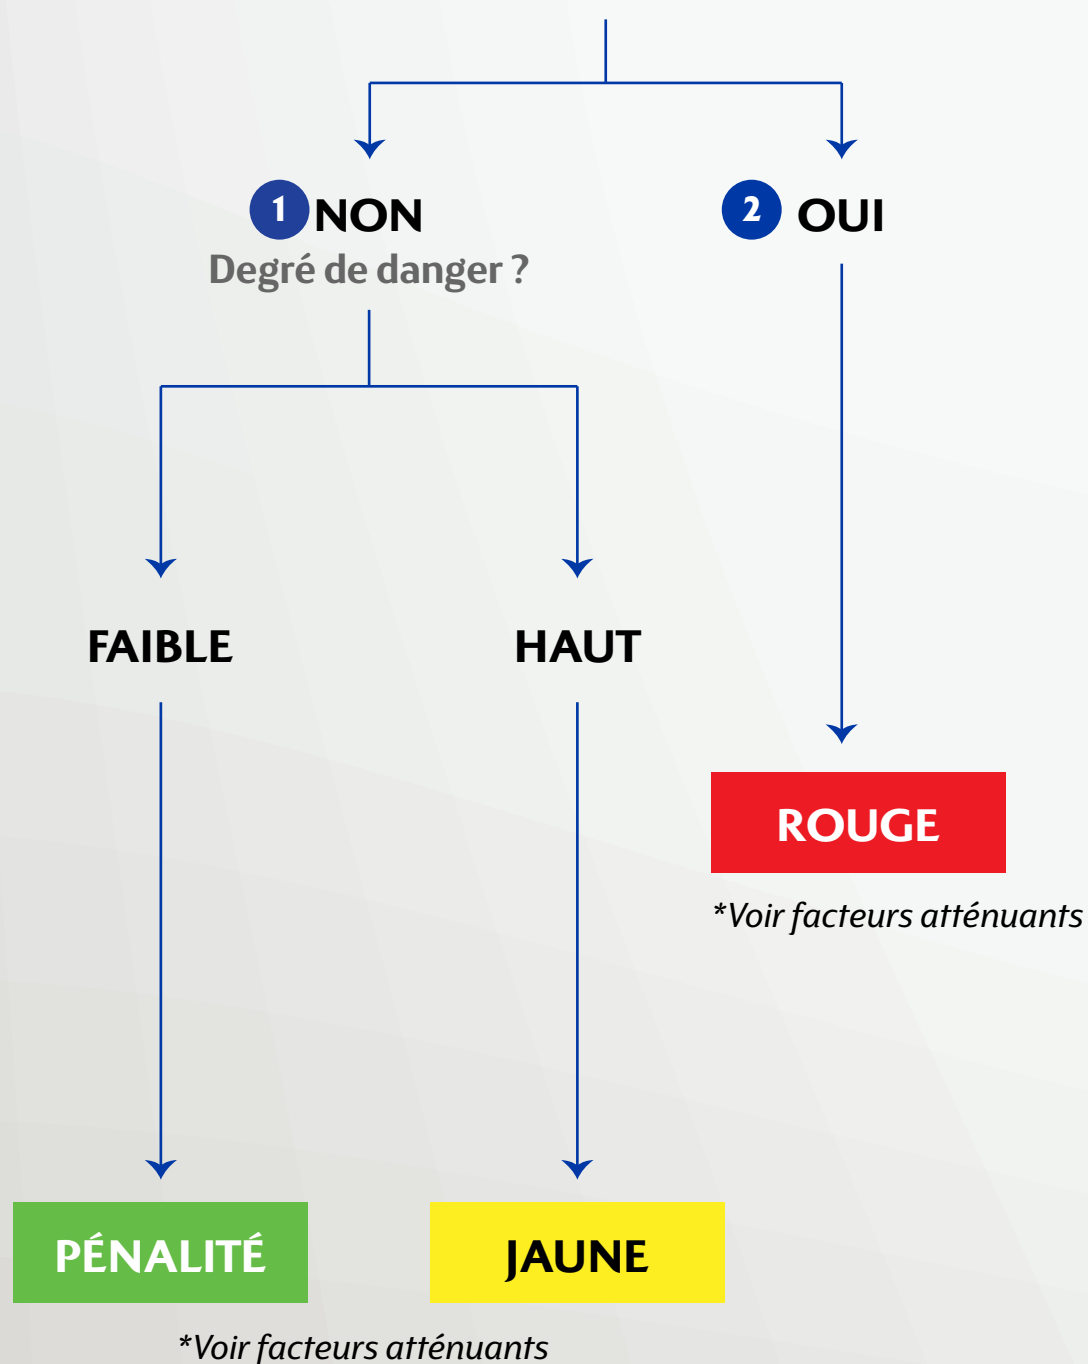 1 NON
Degré de danger ?
2 OUI
FAIBLE
HAUT
ROUGE
*Voir facteurs atténuants
PÉNALITÉ
JAUNE
*Voir facteurs atténuants